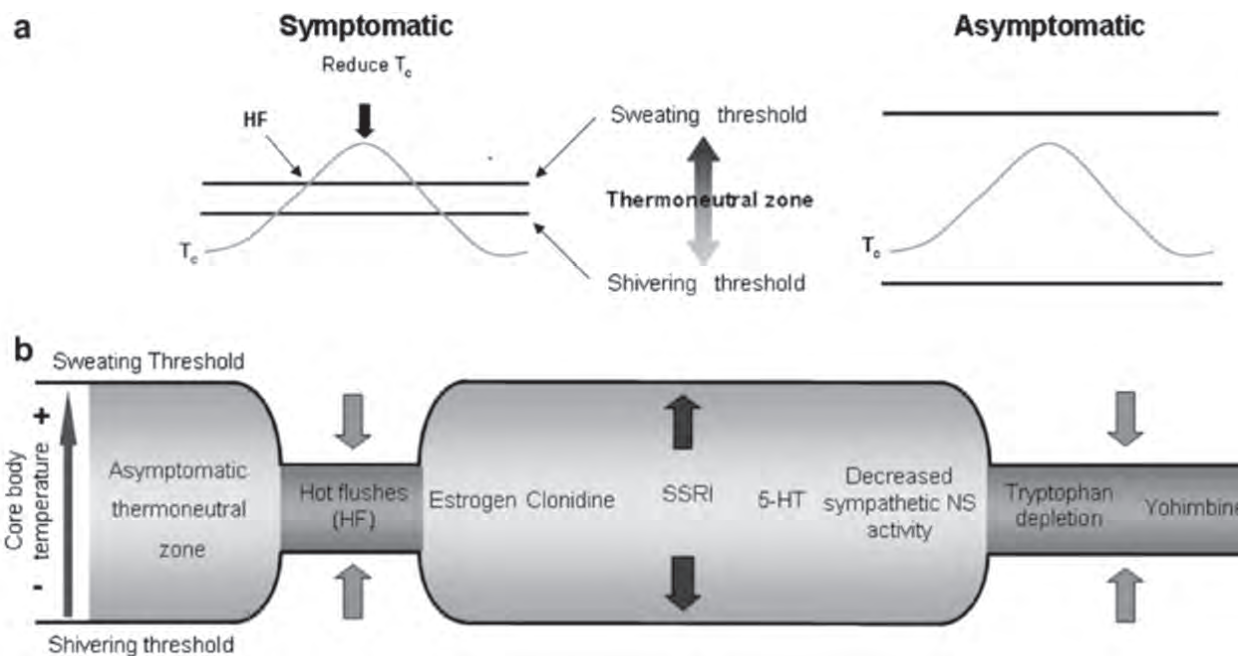 a
Symptomatic
Asymptomatic
Reduce Tc
HF
Sweating threshold
Thermoneutral zone
Shivering threshold
Tc
Tc
b
Sweating Threshold
Core body
temperature
+
-
Asymptomatic
thermoneutral
zone
Hot flushes
(HF)
Estrogen
Clonidine
SSRI
5-HT
Decreased
sympathetic NS
activity
Tryptophan
depletion
Yohimbine
Shivering threshold